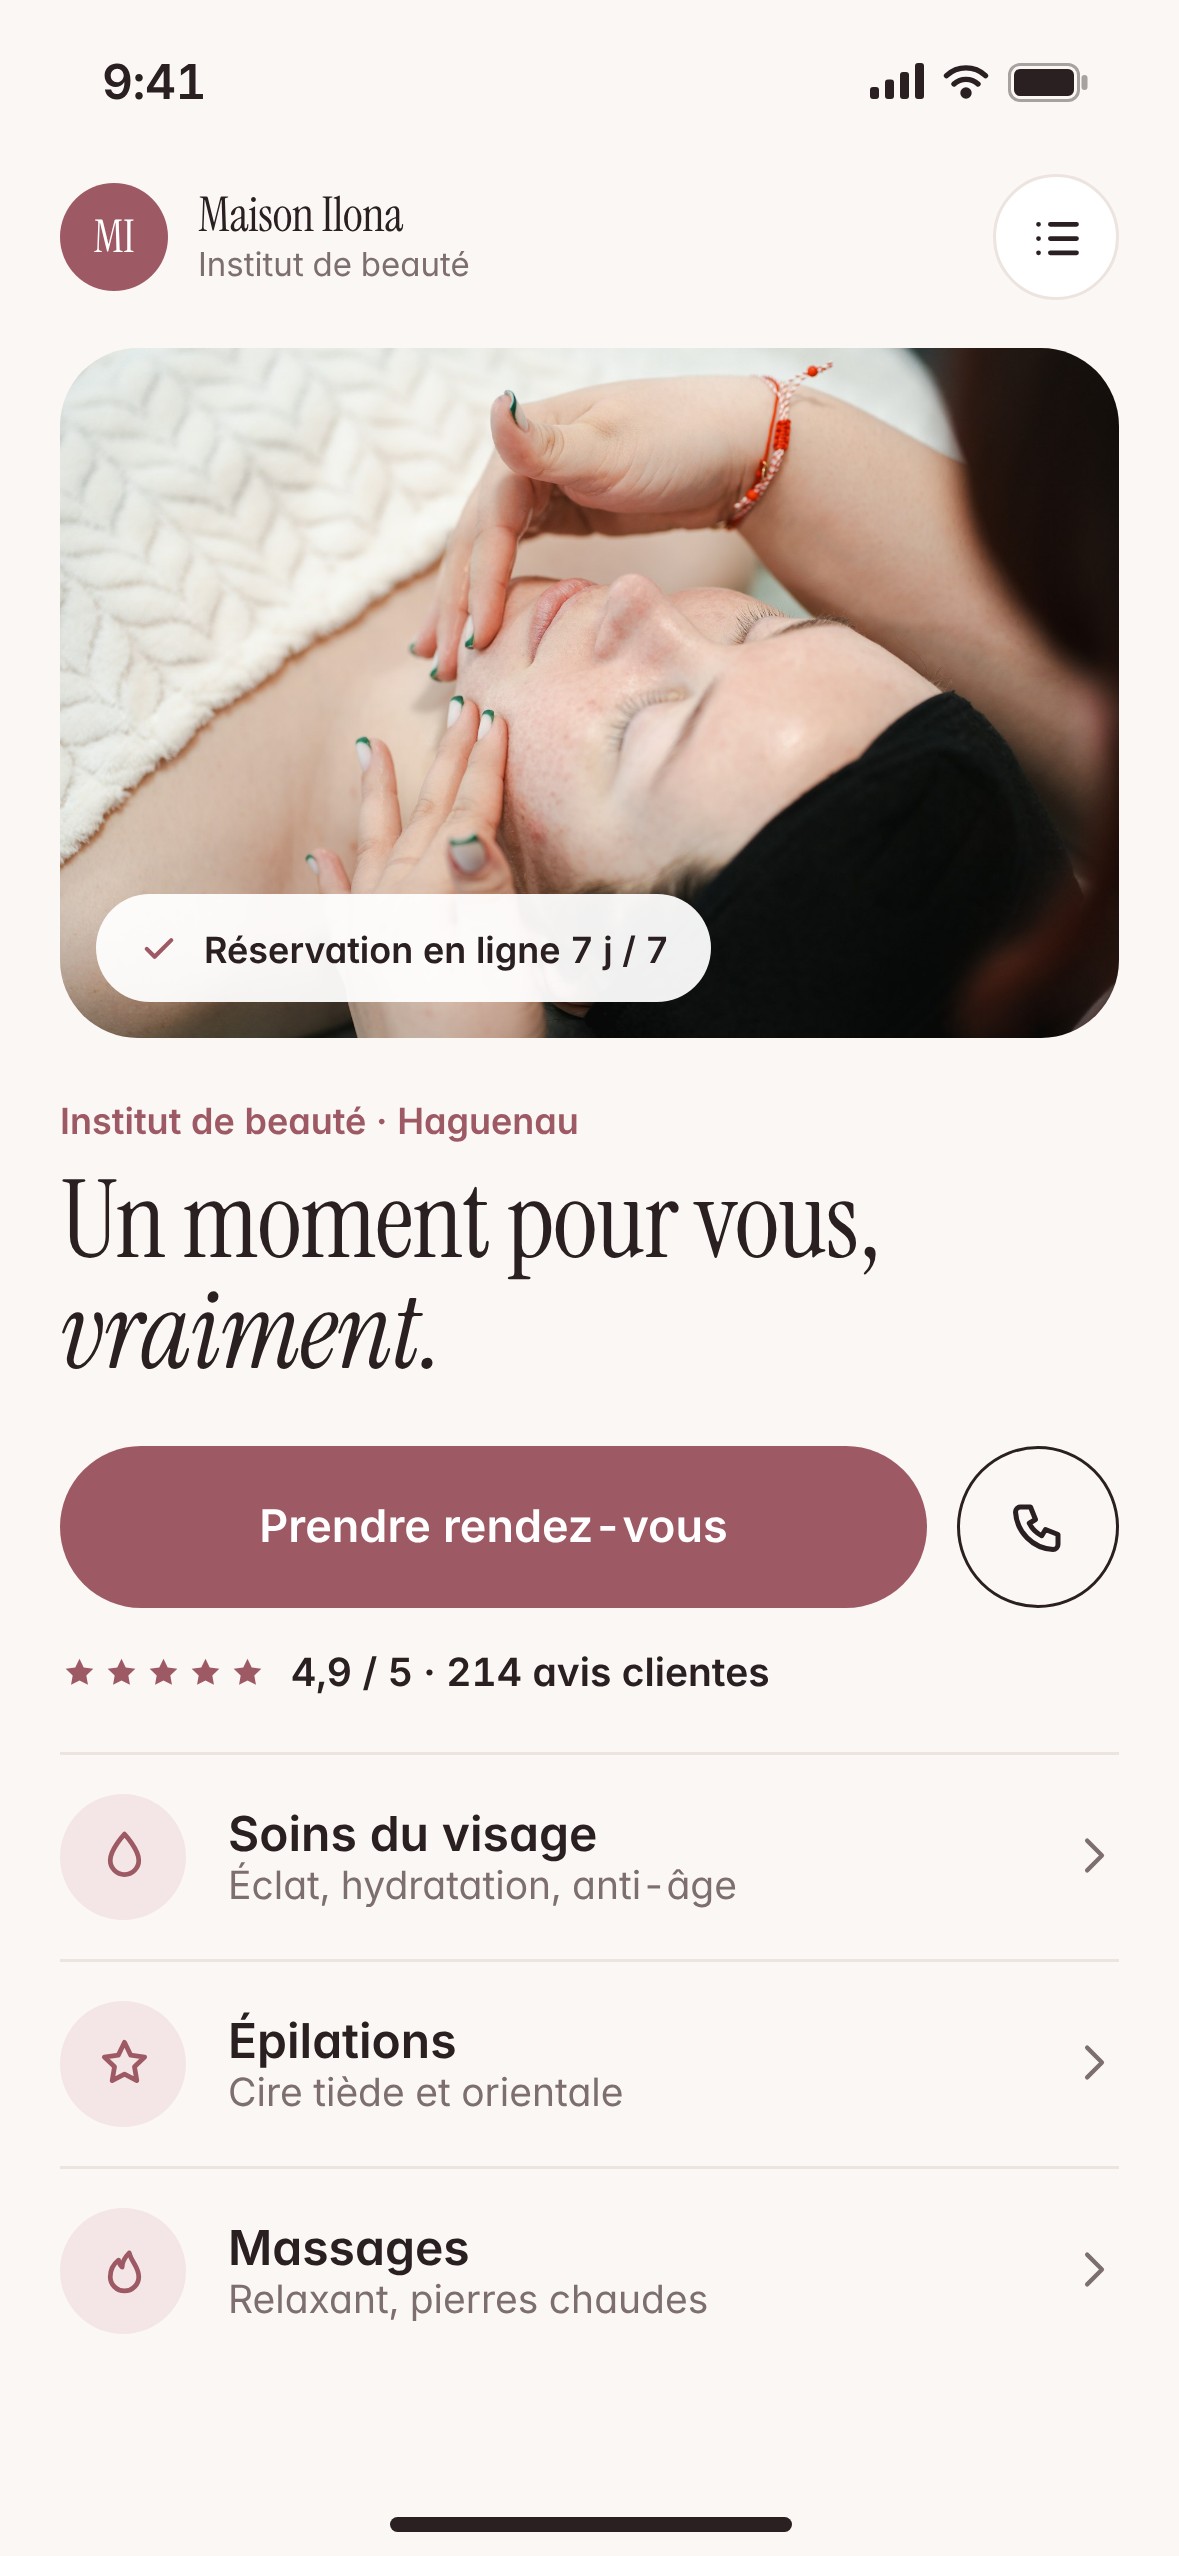 9:41
MI
Maison Ilona
Institut de beauté
Réservation en ligne 7 j / 7
Institut de beauté · Haguenau
Un moment pour vous,
vraiment.
Prendre rendez-vous
4,9 / 5 · 214 avis clientes
Soins du visage
Éclat, hydratation, anti-âge
Épilations
Cire tiède et orientale
Massages
Relaxant, pierres chaudes